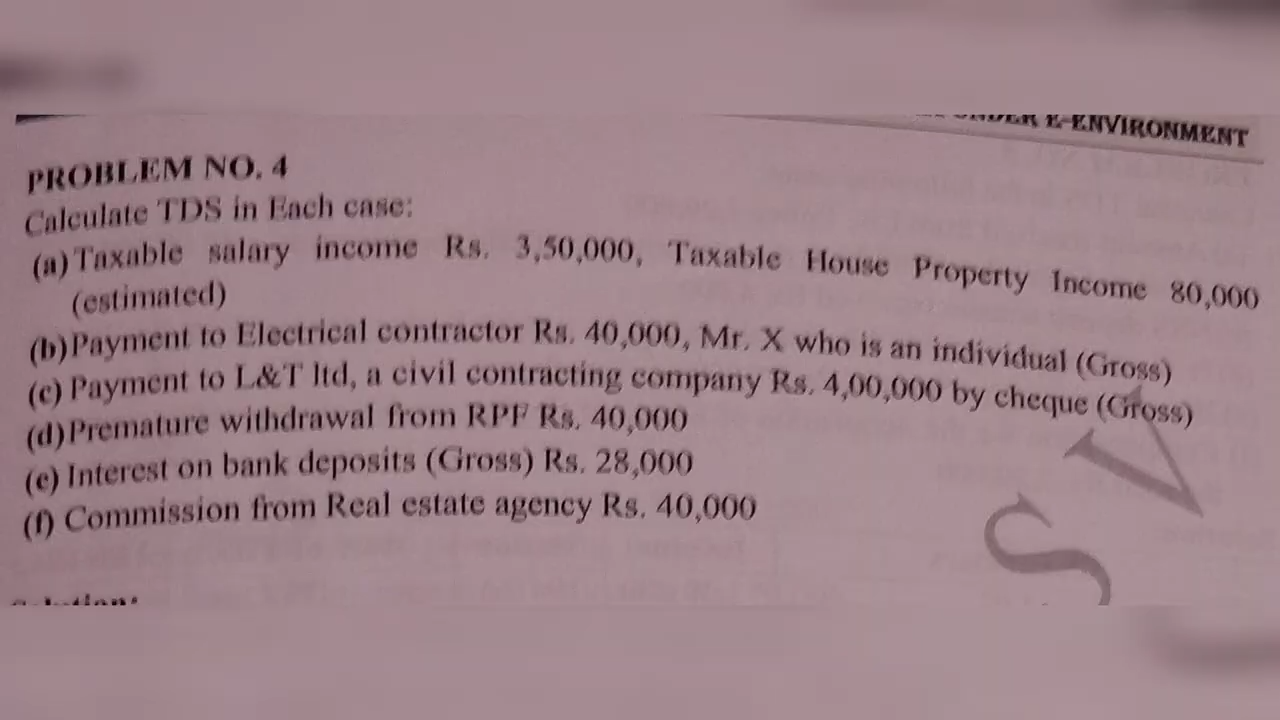 UNDER E-ENVIRONMENT
PROBLEM NO. 4
Calculate TDS in Each case:
(a) Taxable salary income Rs. 3,50,000, Taxable House Property Income 80,000
(estimated)
(b) Payment to Electrical contractor Rs. 40,000, Mr. X who is an individual (Gross)
(c) Payment to L&T ltd, a civil contracting company Rs. 4,00,000 by cheque (Gross)
(d) Premature withdrawal from RPF Rs. 40,000
(e) Interest on bank deposits (Gross) Rs. 28,000
(f) Commission from Real estate agency Rs. 40,000
Solution: